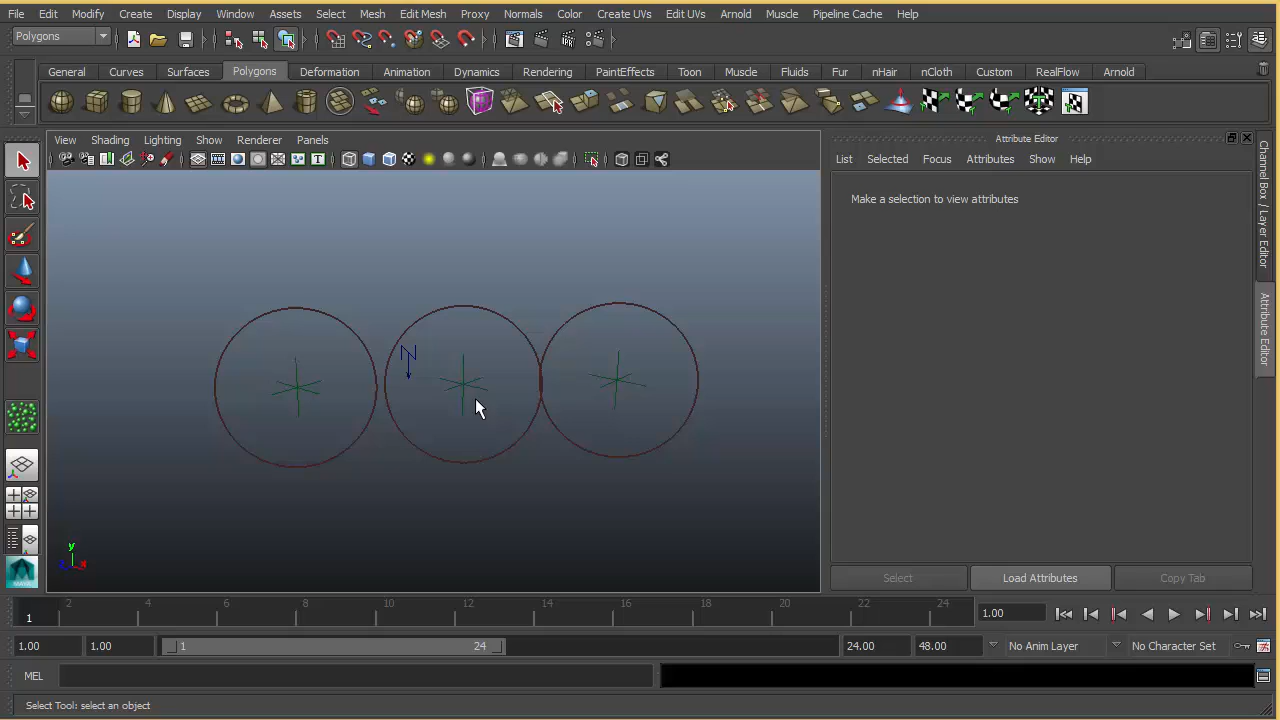 File Edit Modify Create Display Window Assets Select Mesh Edit Mesh Proxy Normals Color Create UVs Edit UVs Arnold Muscle Pipeline Cache Help
Polygons
General Curves Surfaces Polygons Deformation Animation Dynamics Rendering PaintEffects Toon Muscle Fluids Fur nHair nCloth Custom RealFlow Arnold
View Shading Lighting Show Renderer Panels
Attribute Editor
List Selected Focus Attributes Show Help
Make a selection to view attributes
Channel Box / Layer Editor
Attribute Editor
N
y
x
Select Load Attributes Copy Tab
1 2 4 6 8 10 12 14 16 18 20 22 24 1.00
1.00 1.00 1 24 24.00 48.00 No Anim Layer No Character Set
MEL
Select Tool: select an object